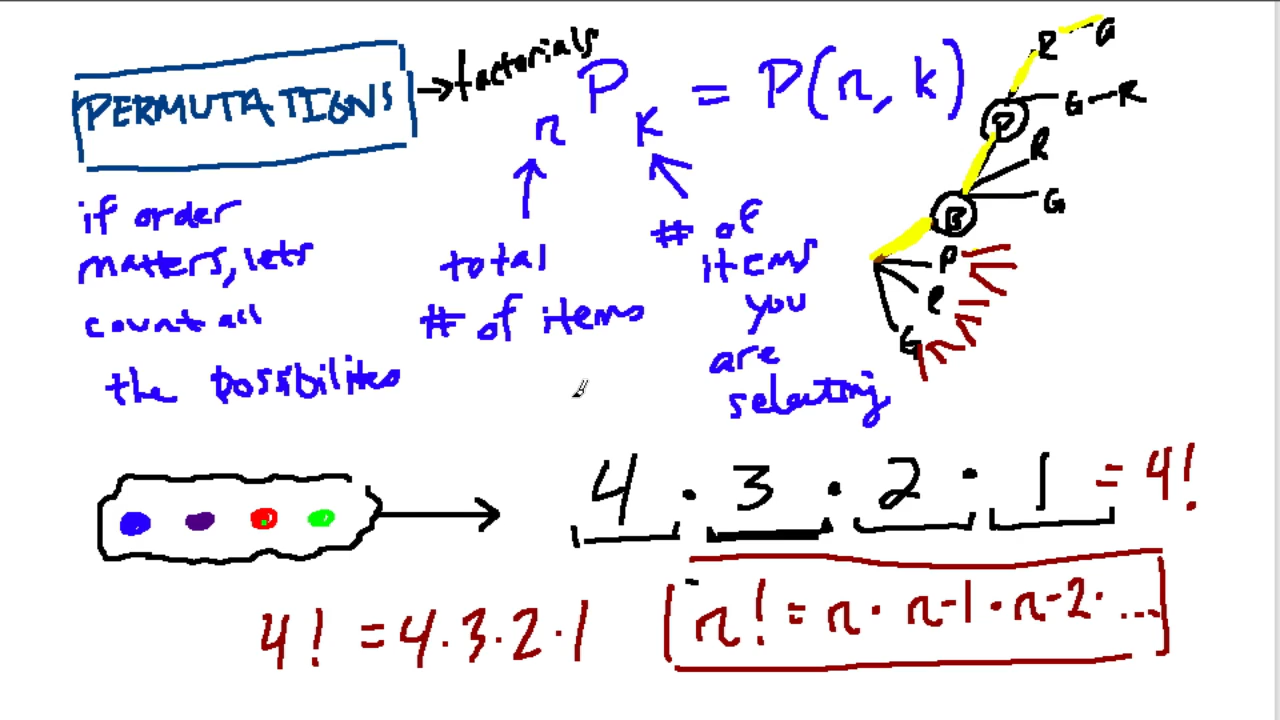 PERMUTATIONS → factorials
nPk = P(n, k)
if order
matters, lets
count all
the possibilites
total
# of items
# of
items
you
are
selecting
R G
P G R
R
B G
P
R
G
4 · 3 · 2 · 1 = 4!
4! = 4·3·2·1
n! = n · n-1 · n-2 · ...